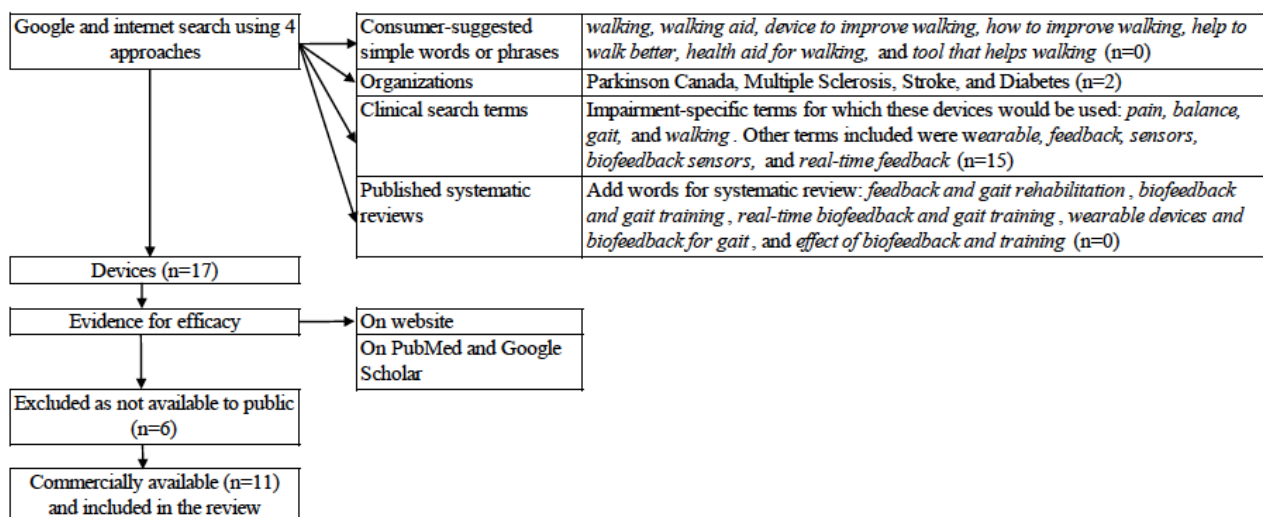 Google and internet search using 4
approaches
Consumer-suggested
simple words or phrases
walking, walking aid, device to improve walking, how to improve walking, help to
walk better, health aid for walking, and tool that helps walking (n=0)
Organizations
Parkinson Canada, Multiple Sclerosis, Stroke, and Diabetes (n=2)
Clinical search terms
Impairment-specific terms for which these devices would be used: pain, balance,
gait, and walking . Other terms included were wearable, feedback, sensors,
biofeedback sensors, and real-time feedback (n=15)
Published systematic
reviews
Add words for systematic review: feedback and gait rehabilitation , biofeedback
and gait training , real-time biofeedback and gait training , wearable devices and
biofeedback for gait , and effect of biofeedback and training (n=0)
Devices (n=17)
Evidence for efficacy
On website
On PubMed and Google
Scholar
Excluded as not available to public
(n=6)
Commercially available (n=11)
and included in the review